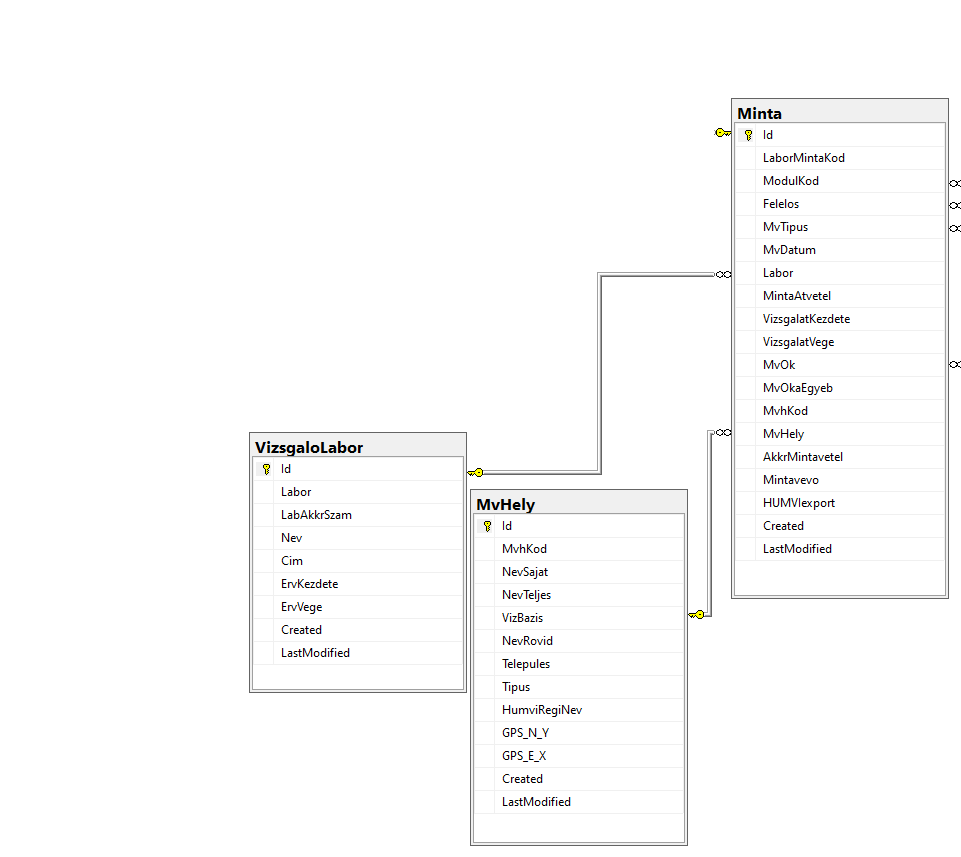 Minta
Id
LaborMintaKod
ModulKod
Felelos
MvTipus
MvDatum
Labor
MintaAtvetel
VizsgalatKezdete
VizsgalatVege
MvOk
MvOkaEgyeb
MvhKod
MvHely
AkkrMintavetel
Mintavevo
HUMVIexport
Created
LastModified
VizsgaloLabor
Id
Labor
LabAkkrSzam
Nev
Cim
ErvKezdete
ErvVege
Created
LastModified
MvHely
Id
MvhKod
NevSajat
NevTeljes
VizBazis
NevRovid
Telepules
Tipus
HumviRegiNev
GPS_N_Y
GPS_E_X
Created
LastModified